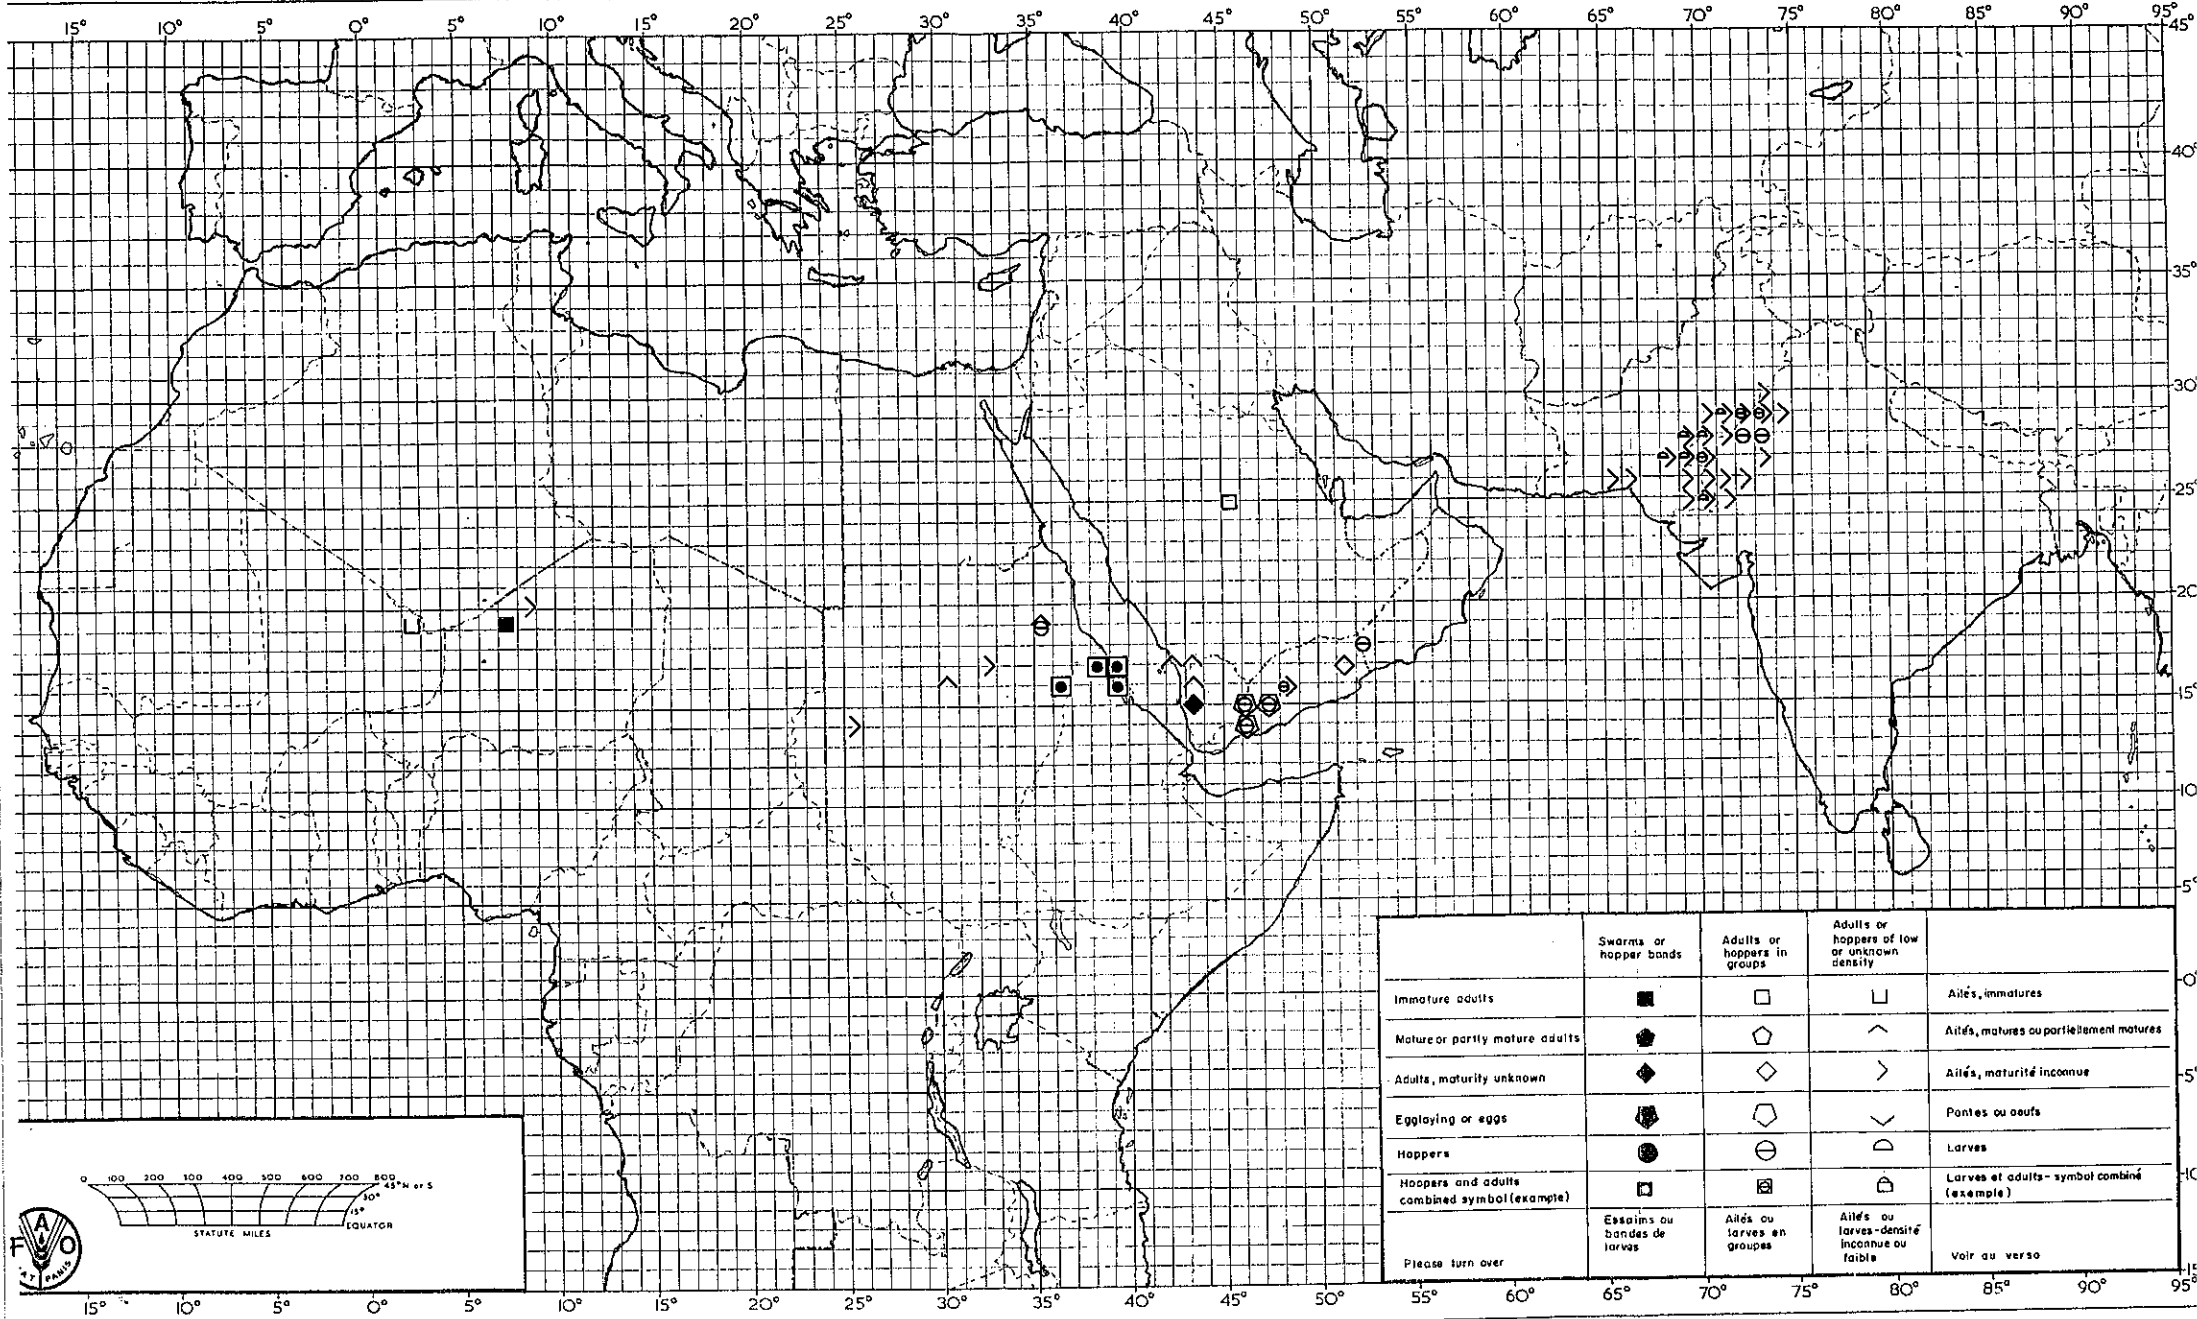 15° 10° 5° 0° 5° 10° 15° 20° 25° 30° 35° 40° 45° 50° 55° 60° 65° 70° 75° 80° 85° 90° 95°
45°
40°
35°
30°
25°
20°
15°
10°
5°
0°
5°
10°
15°
Swarms or hopper bands
Adults or hoppers in groups
Adults or hoppers of low or unknown density
Immature adults
Ailés, immatures
Mature or partly mature adults
Ailés, matures ou partiellement matures
Adults, maturity unknown
Ailés, maturité inconnue
Egglaying or eggs
Pontes ou oeufs
Hoppers
Larves
Hoppers and adults
combined symbol (example)
Larves et adults - symbol combiné
(exemple)
Essaims ou bandes de larves
Ailés ou larves en groupes
Ailés ou larves-densité inconnue ou faible
Please turn over
Voir au verso
0 100 200 300 400 500 600 700 800
45° N or S
30°
15°
EQUATOR
STATUTE MILES
F A O
FIAT PANIS
15° 10° 5° 0° 5° 10° 15° 20° 25° 30° 35° 40° 45° 50° 55° 60° 65° 70° 75° 80° 85° 90° 95°